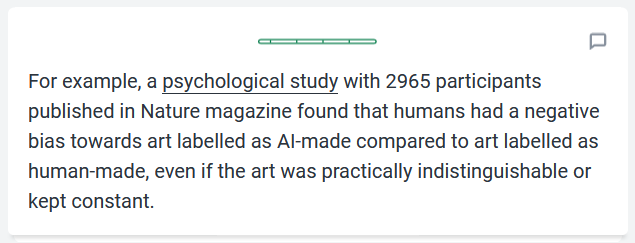 For example, a psychological study with 2965 participants
published in Nature magazine found that humans had a negative
bias towards art labelled as AI-made compared to art labelled as
human-made, even if the art was practically indistinguishable or
kept constant.